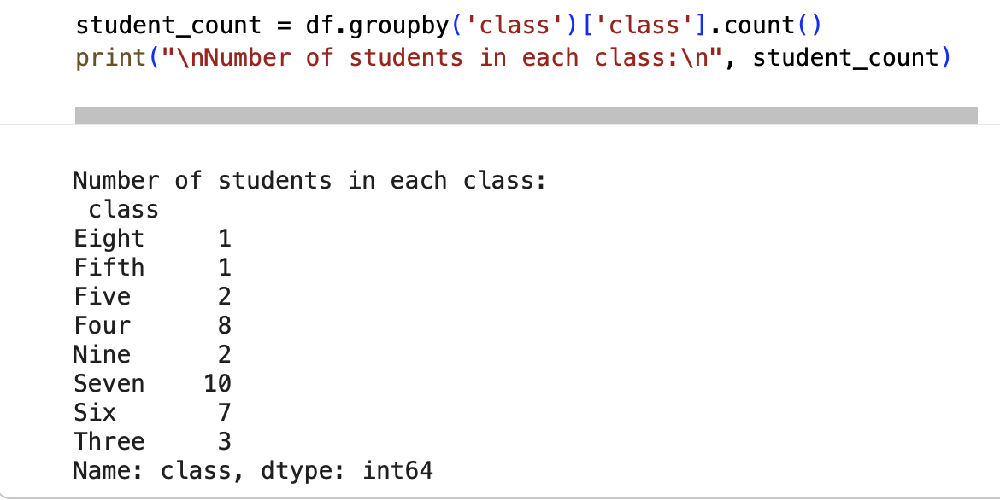 student_count = df.groupby('class')['class'].count()
print("\nNumber of students in each class:\n", student_count)
Number of students in each class:
 class
Eight     1
Fifth     1
Five      2
Four      8
Nine      2
Seven    10
Six       7
Three     3
Name: class, dtype: int64